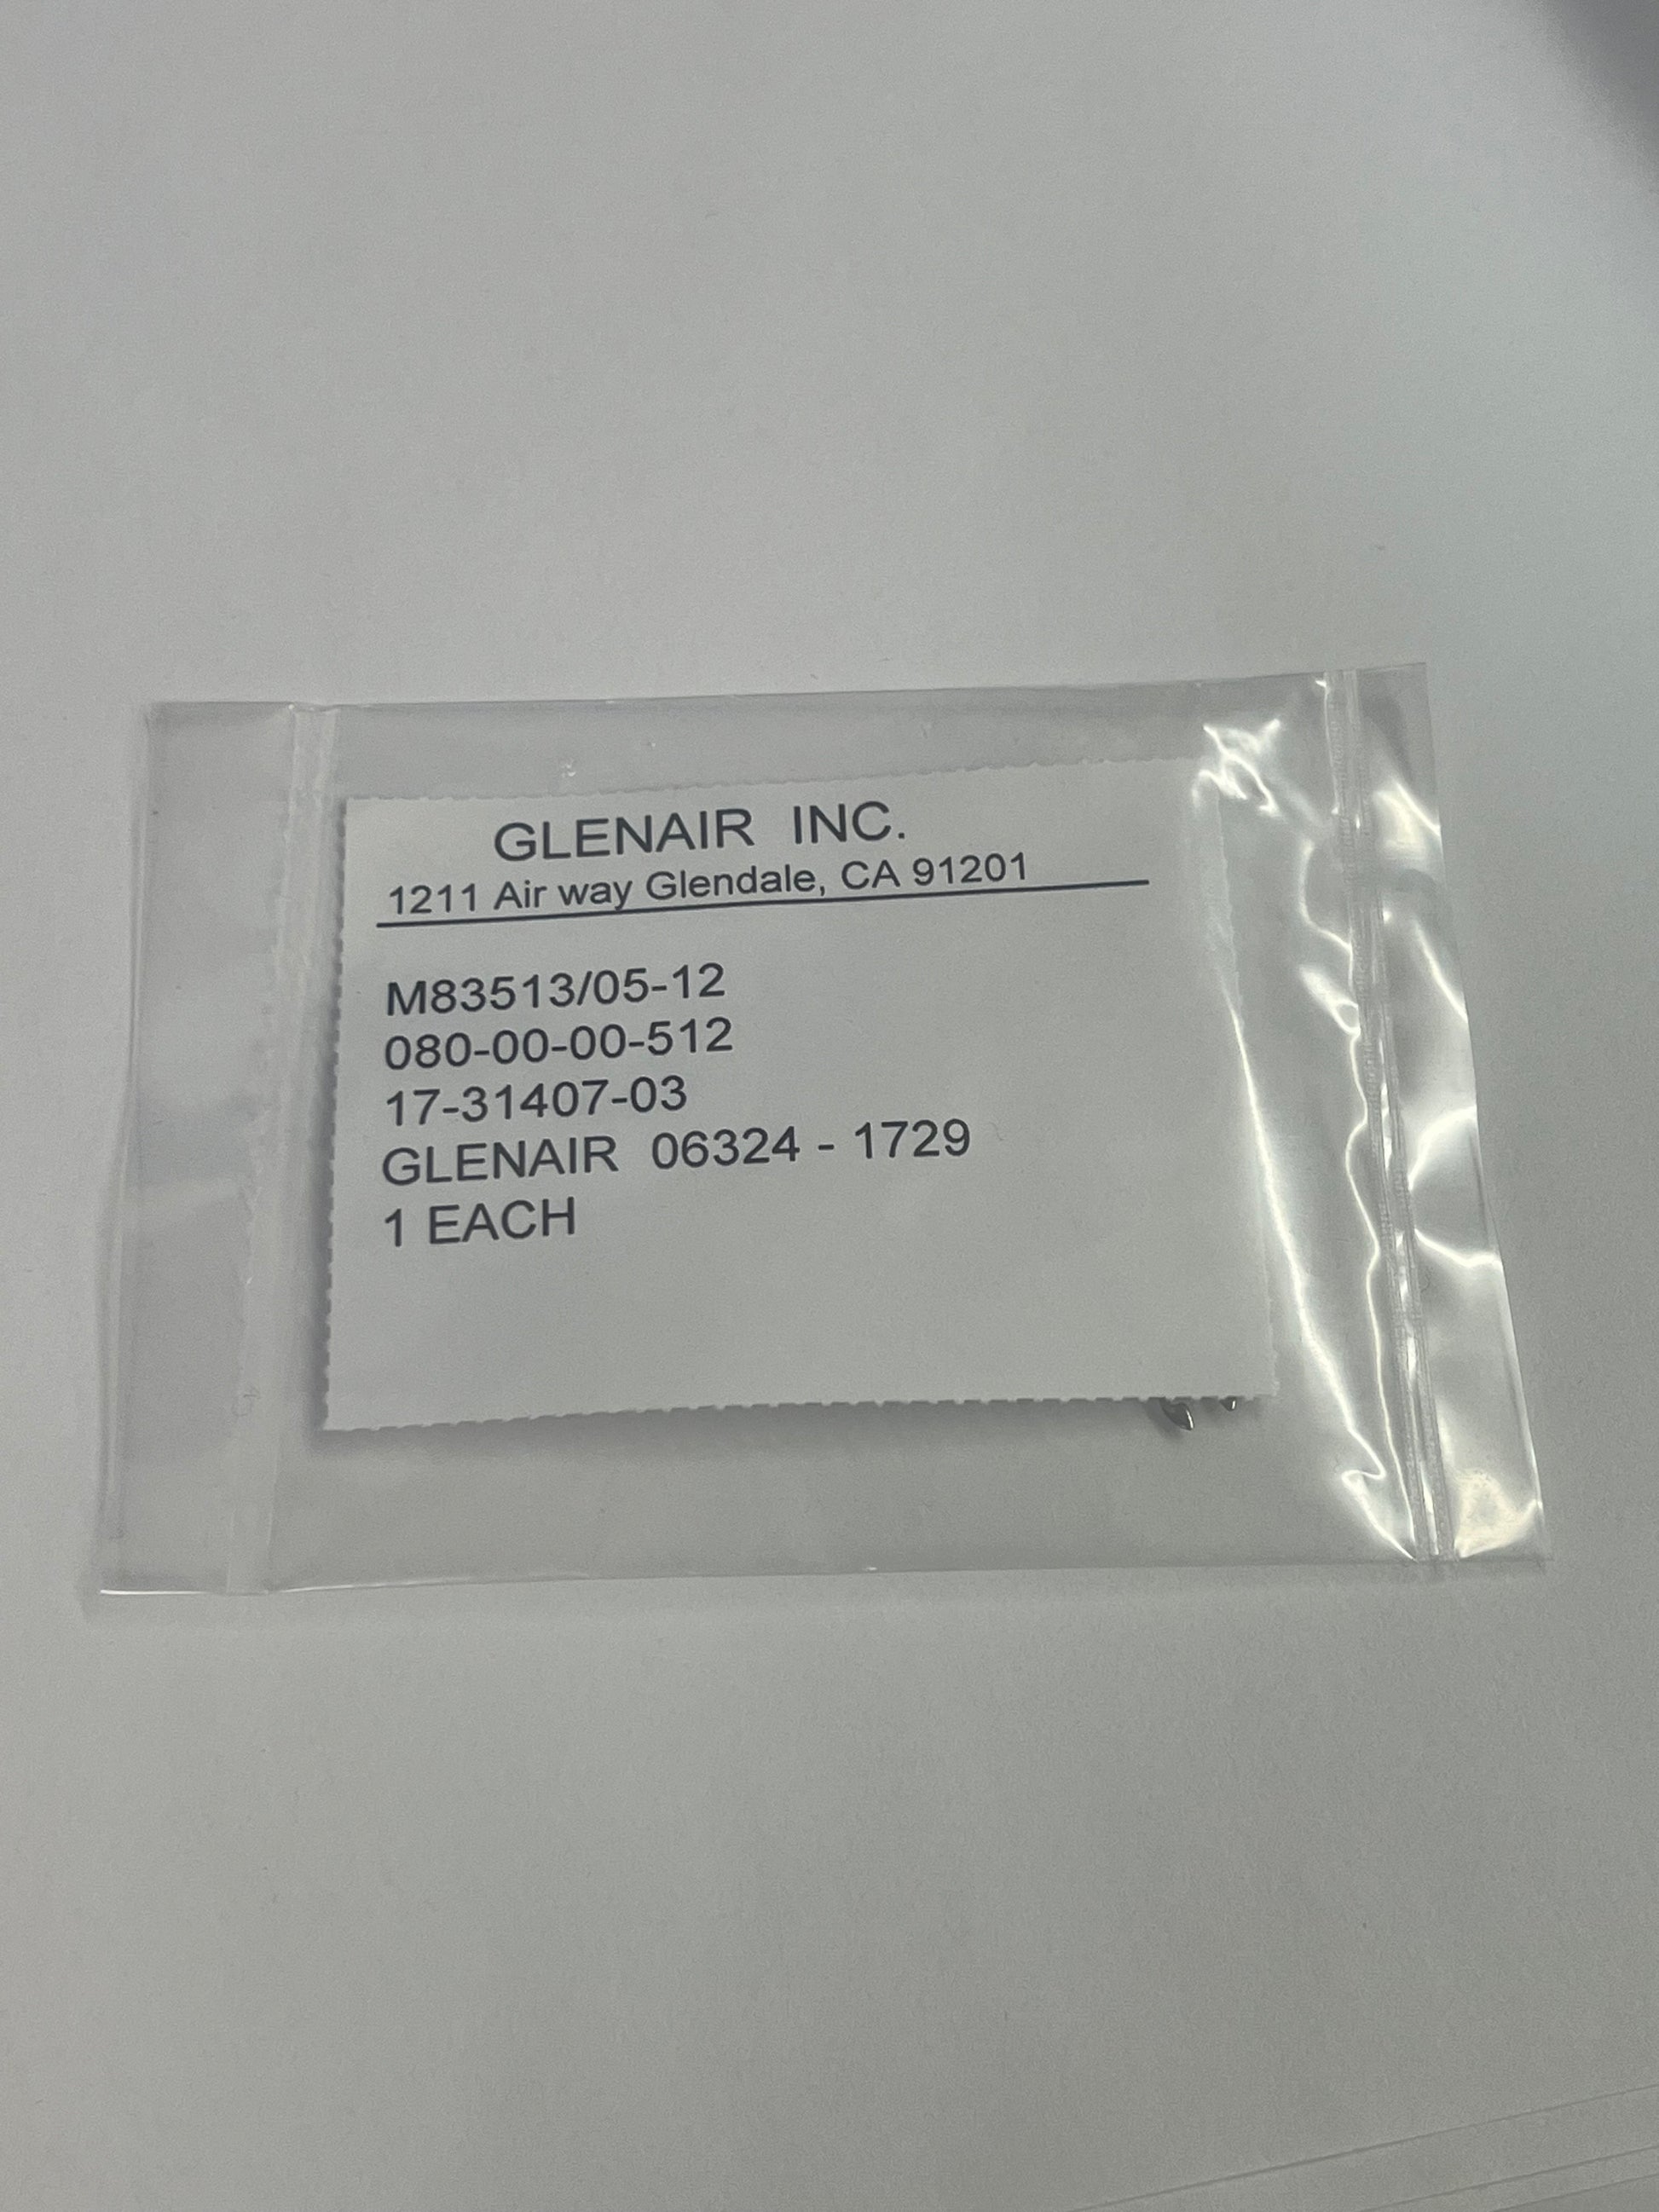 GLENAIR INC.
1211 Air way Glendale, CA 91201
M83513/05-12
080-00-00-512
17-31407-03
GLENAIR 06324 - 1729
1 EACH